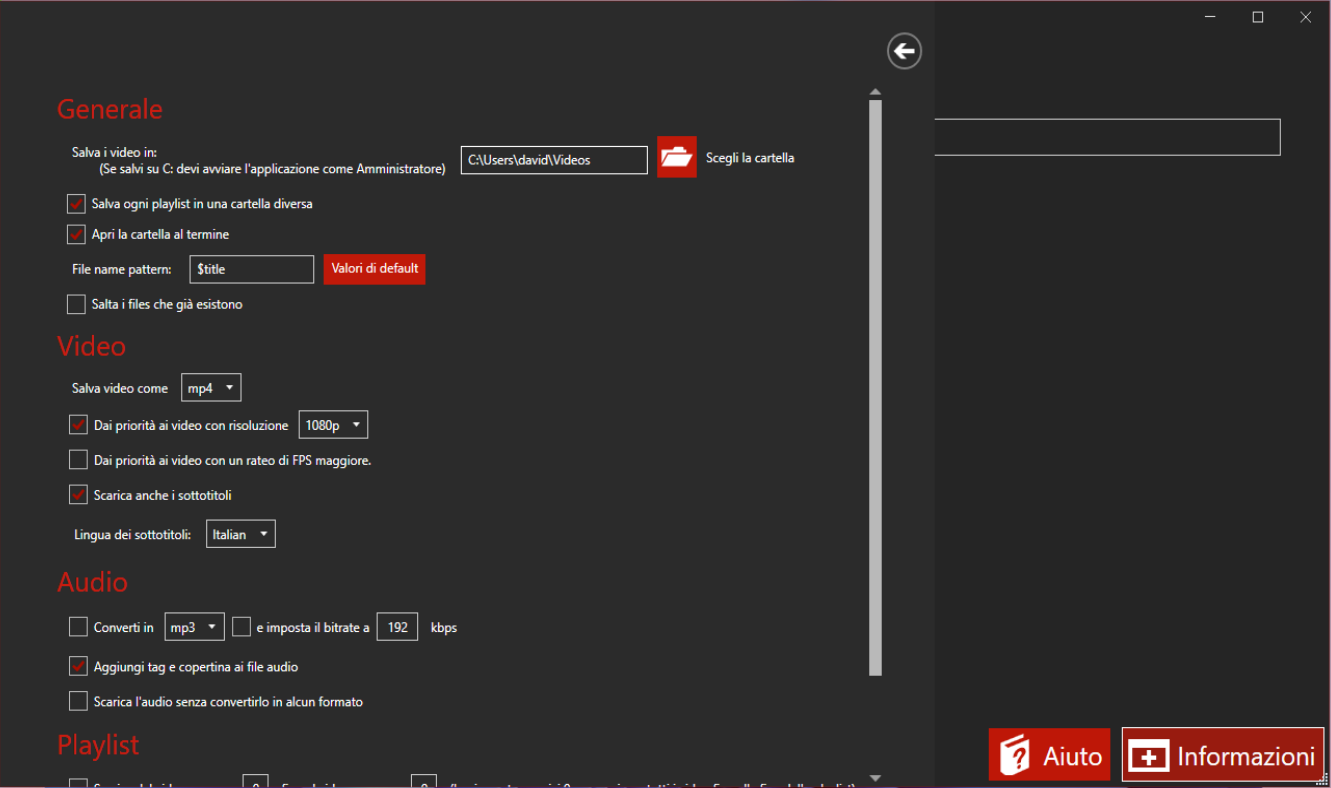 Generale
Salva i video in:
(Se salvi su C: devi avviare l'applicazione come Amministratore)
C:\Users\david\Videos
Scegli la cartella
Salva ogni playlist in una cartella diversa
Apri la cartella al termine
File name pattern:
$title
Valori di default
Salta i files che già esistono
Video
Salva video come
mp4
Dai priorità ai video con risoluzione
1080p
Dai priorità ai video con un rateo di FPS maggiore.
Scarica anche i sottotitoli
Lingua dei sottotitoli:
Italian
Audio
Converti in
mp3
e imposta il bitrate a
192
kbps
Aggiungi tag e copertina ai file audio
Scarica l'audio senza convertirlo in alcun formato
Playlist
Aiuto
Informazioni